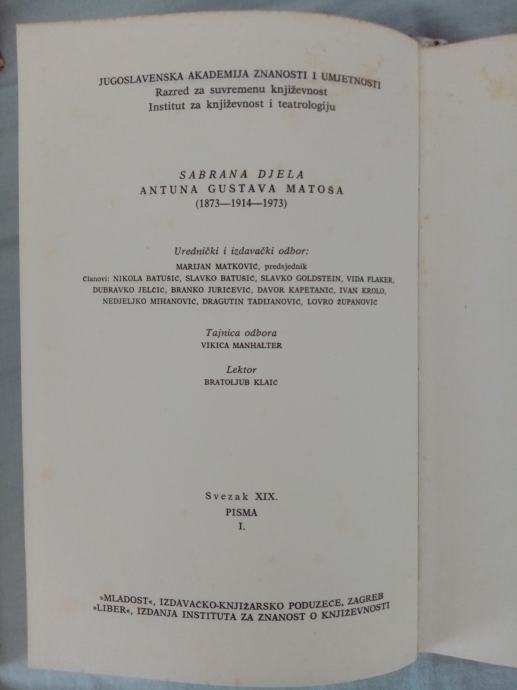 JUGOSLAVENSKA AKADEMIJA ZNANOSTI I UMJETNOSTI
Razred za suvremenu književnost
Institut za književnost i teatrologiju
SABRANA DJELA
ANTUNA GUSTAVA MATOŠA
(1873—1914—1973)
Urednički i izdavački odbor:
MARIJAN MATKOVIĆ, predsjednik
Članovi: NIKOLA BATUŠIĆ, SLAVKO BATUŠIĆ, SLAVKO GOLDSTEIN, VIDA FLAKER,
DUBRAVKO JELČIĆ, BRANKO JURIČEVIĆ, DAVOR KAPETANIĆ, IVAN KROLO,
NEDJELJKO MIHANOVIĆ, DRAGUTIN TADIJANOVIĆ, LOVRO ŽUPANOVIĆ
Tajnica odbora
VIKICA MANHALTER
Lektor
BRATOLJUB KLAIĆ
Svezak XIX.
PISMA
I.
»MLADOST«, IZDAVAČKO-KNJIŽARSKO PODUZEĆE, ZAGREB
»LIBER«, IZDANJA INSTITUTA ZA ZNANOST O KNJIŽEVNOSTI